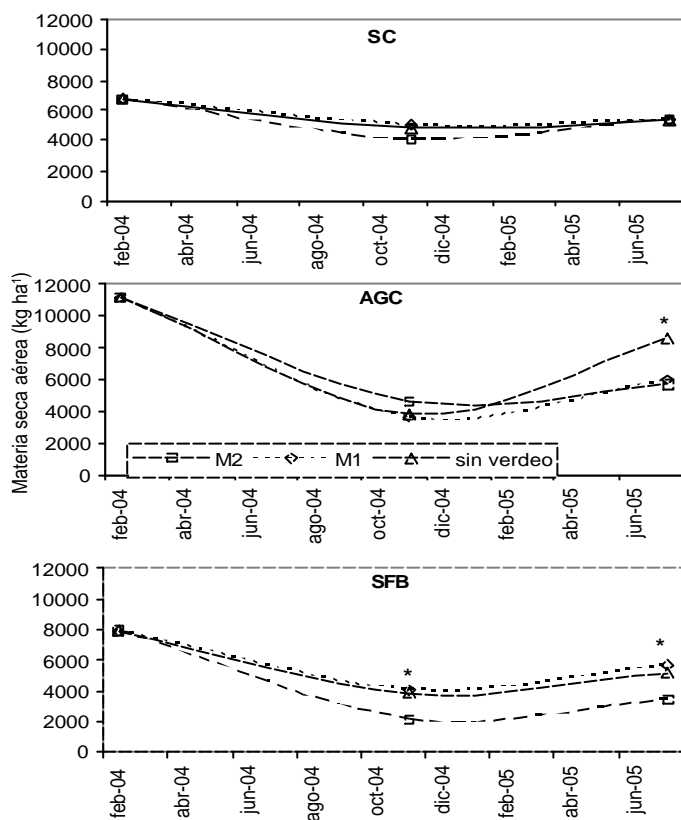 SC
12000
10000
8000
6000
4000
2000
0
feb-04
abr-04
jun-04
ago-04
oct-04
dic-04
feb-05
abr-05
jun-05
Materia seca aérea (kg ha¹)
AGC
12000
10000
8000
6000
4000
2000
0
*
M2 M1 sin verdeo
feb-04
abr-04
jun-04
ago-04
oct-04
dic-04
feb-05
abr-05
jun-05
SFB
12000
10000
8000
6000
4000
2000
0
* *
feb-04
abr-04
jun-04
ago-04
oct-04
dic-04
feb-05
abr-05
jun-05